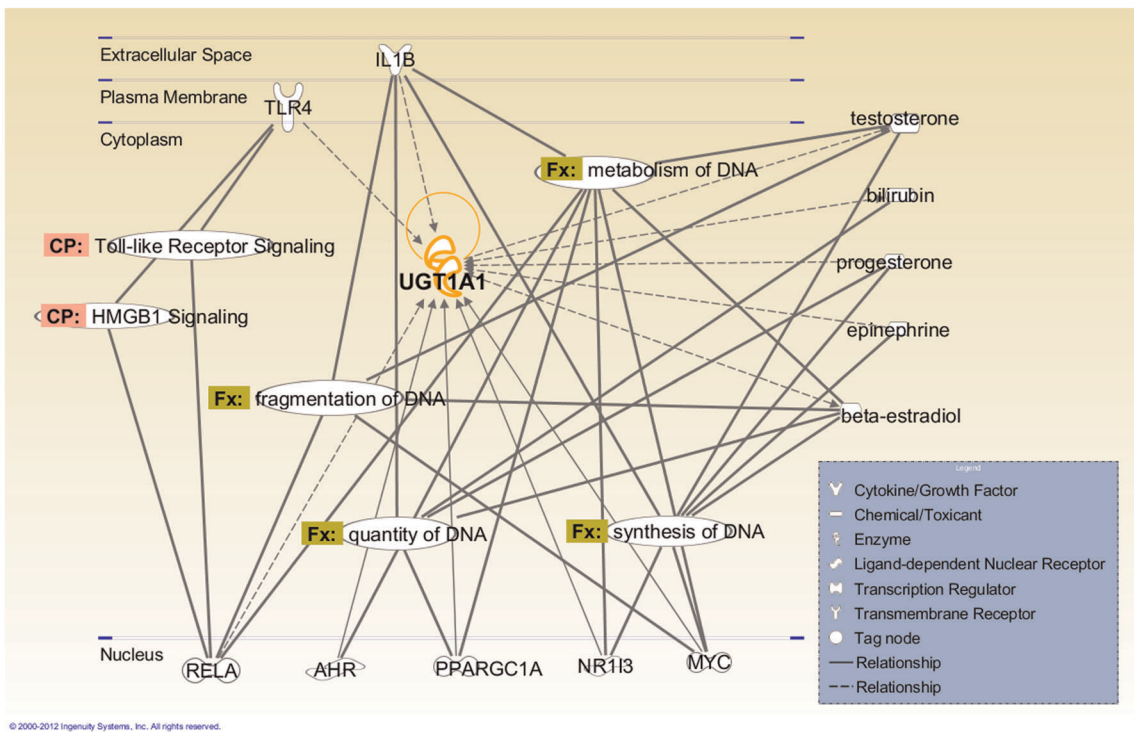 Extracellular Space
IL1B
Plasma Membrane
TLR4
Cytoplasm
testosterone
Fx: metabolism of DNA
bilirubin
CP: Toll-like Receptor Signaling
progesterone
UGT1A1
CP: HMGB1 Signaling
epinephrine
Fx: fragmentation of DNA
beta-estradiol
Legend
Cytokine/Growth Factor
Chemical/Toxicant
Enzyme
Ligand-dependent Nuclear Receptor
Transcription Regulator
Transmembrane Receptor
Tag node
Relationship
Relationship
Fx: quantity of DNA
Fx: synthesis of DNA
Nucleus
RELA
AHR
PPARGC1A
NR1I3
MYC
© 2000-2012 Ingenuity Systems, Inc. All rights reserved.